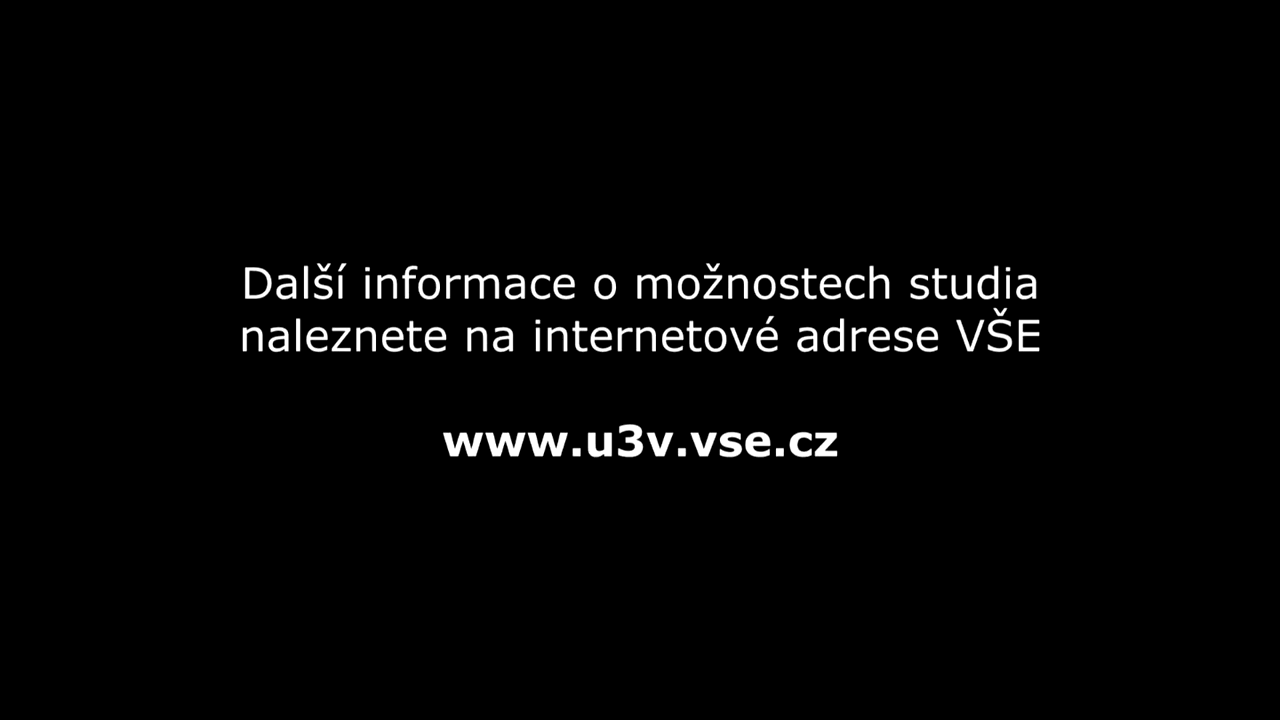 Další informace o možnostech studia
naleznete na internetové adrese VŠE
www.u3v.vse.cz